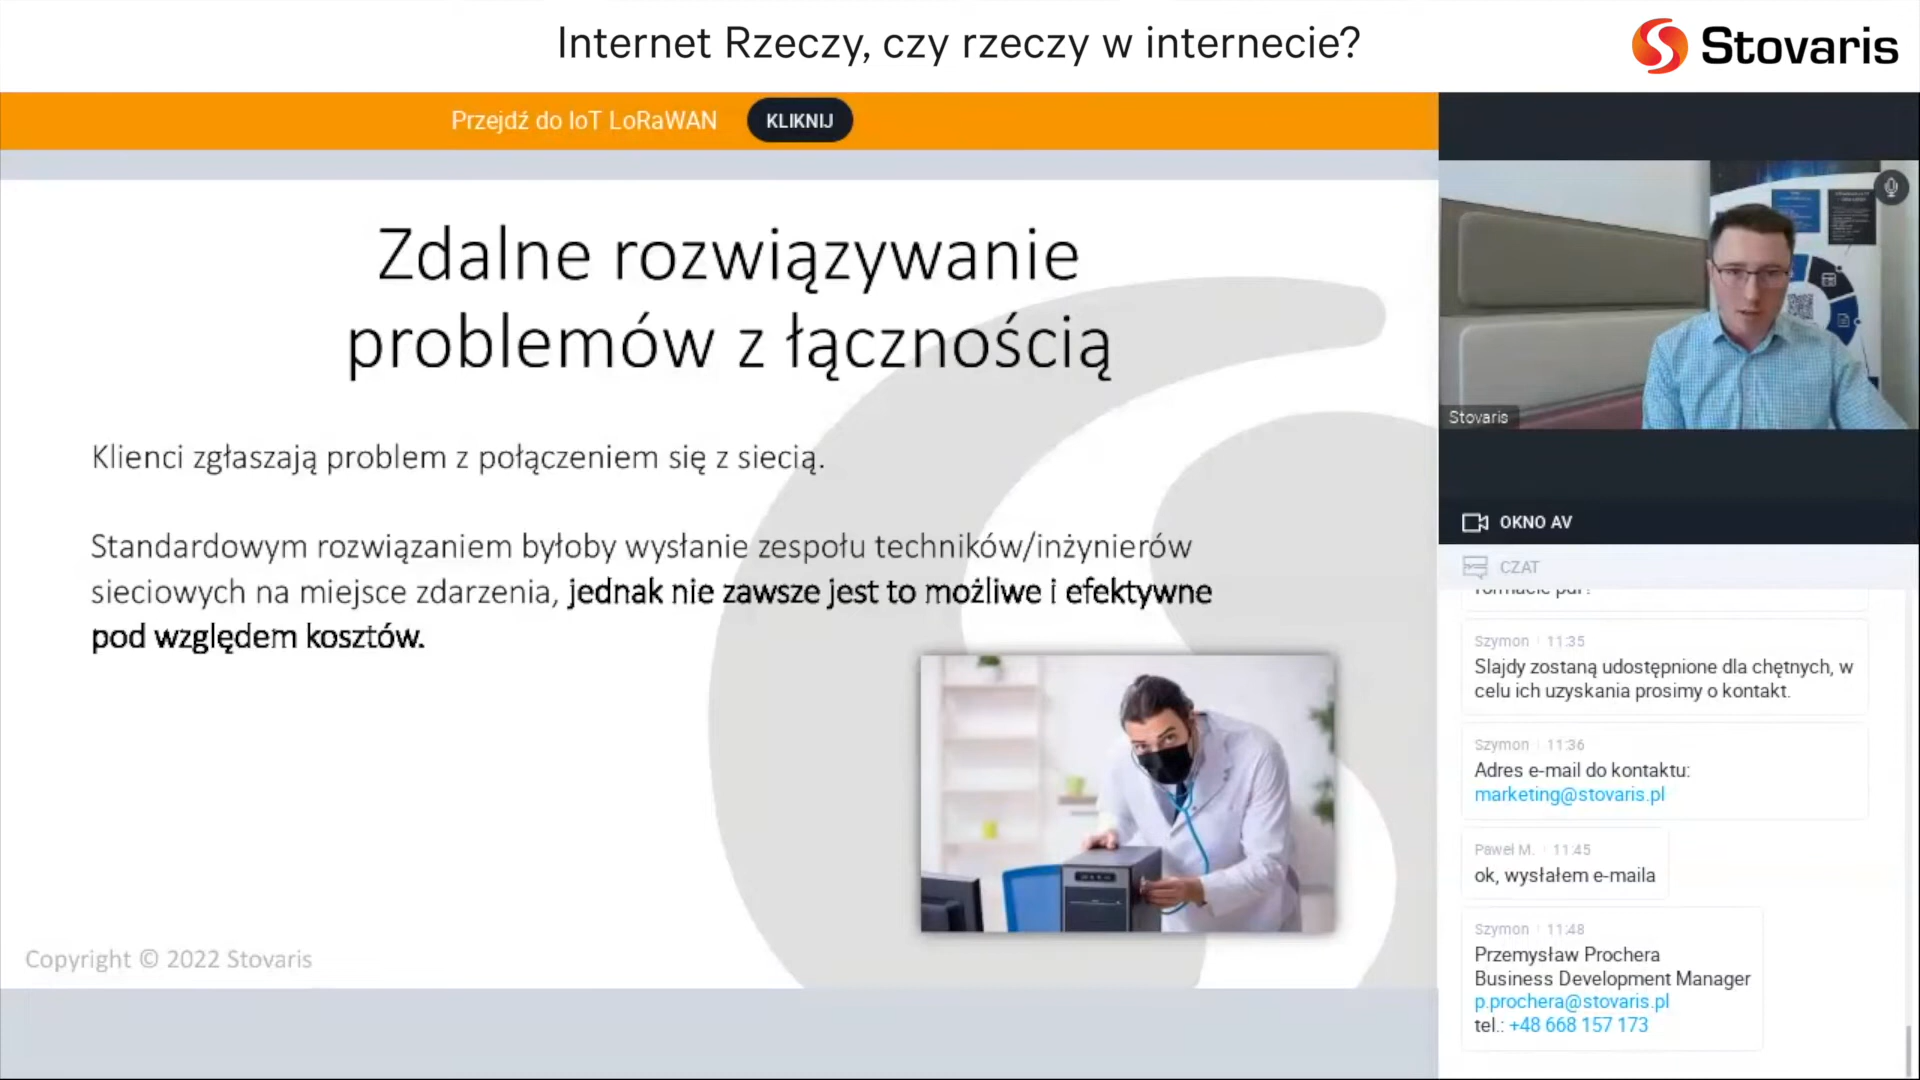 Internet Rzeczy, czy rzeczy w internecie?
Stovaris
Przejdź do IoT LoRaWAN
KLIKNIJ
Zdalne rozwiązywanie
problemów z łącznością
Klienci zgłaszają problem z połączeniem się z siecią.
Standardowym rozwiązaniem byłoby wysłanie zespołu techników/inżynierów
sieciowych na miejsce zdarzenia, jednak nie zawsze jest to możliwe i efektywne
pod względem kosztów.
Copyright © 2022 Stovaris
Stovaris
OKNO AV
CZAT
formacie pdf?
Szymon | 11:35
Slajdy zostaną udostępnione dla chętnych, w
celu ich uzyskania prosimy o kontakt.
Szymon | 11:36
Adres e-mail do kontaktu:
marketing@stovaris.pl
Paweł M. | 11:45
ok, wysłałem e-maila
Szymon | 11:48
Przemysław Prochera
Business Development Manager
p.prochera@stovaris.pl
tel.: +48 668 157 173